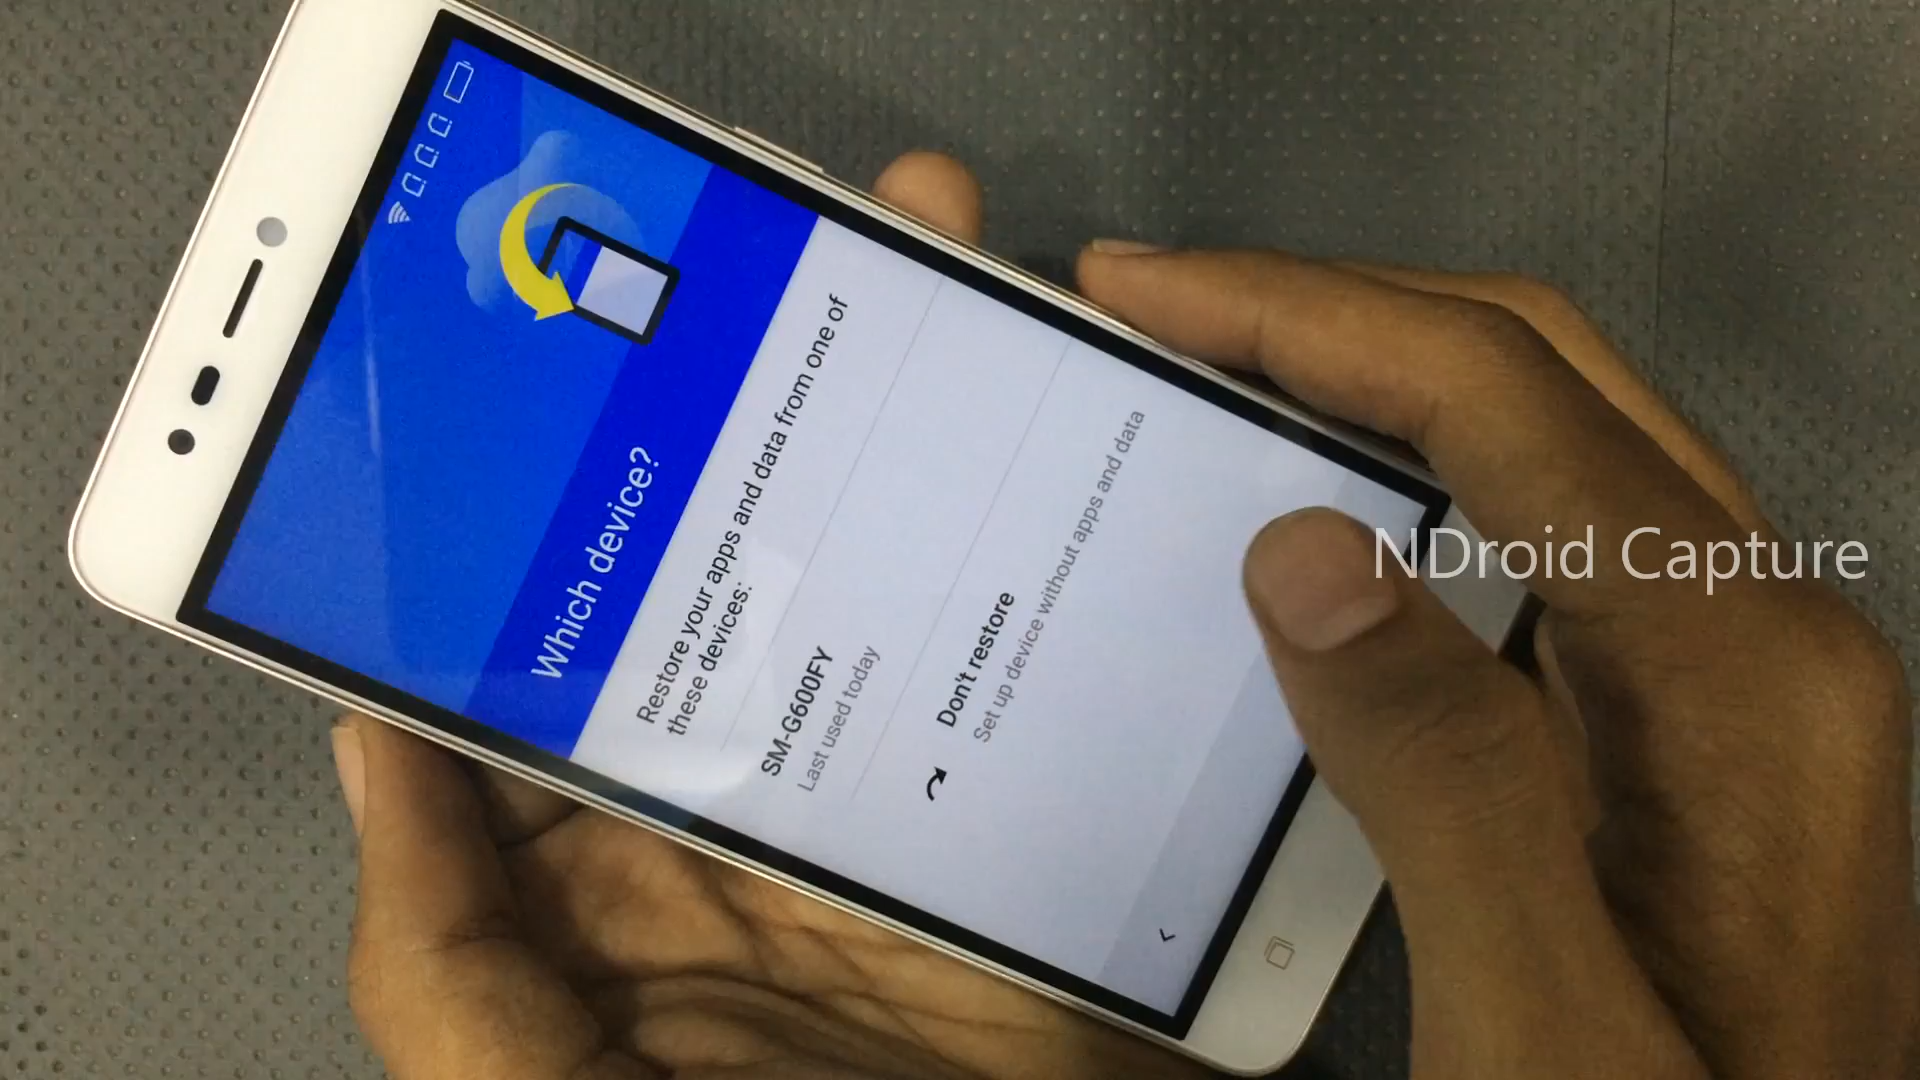 Which device?
Restore your apps and data from one of
these devices:
SM-G600FY
Last used today
Don't restore
Set up device without apps and data
NDroid Capture